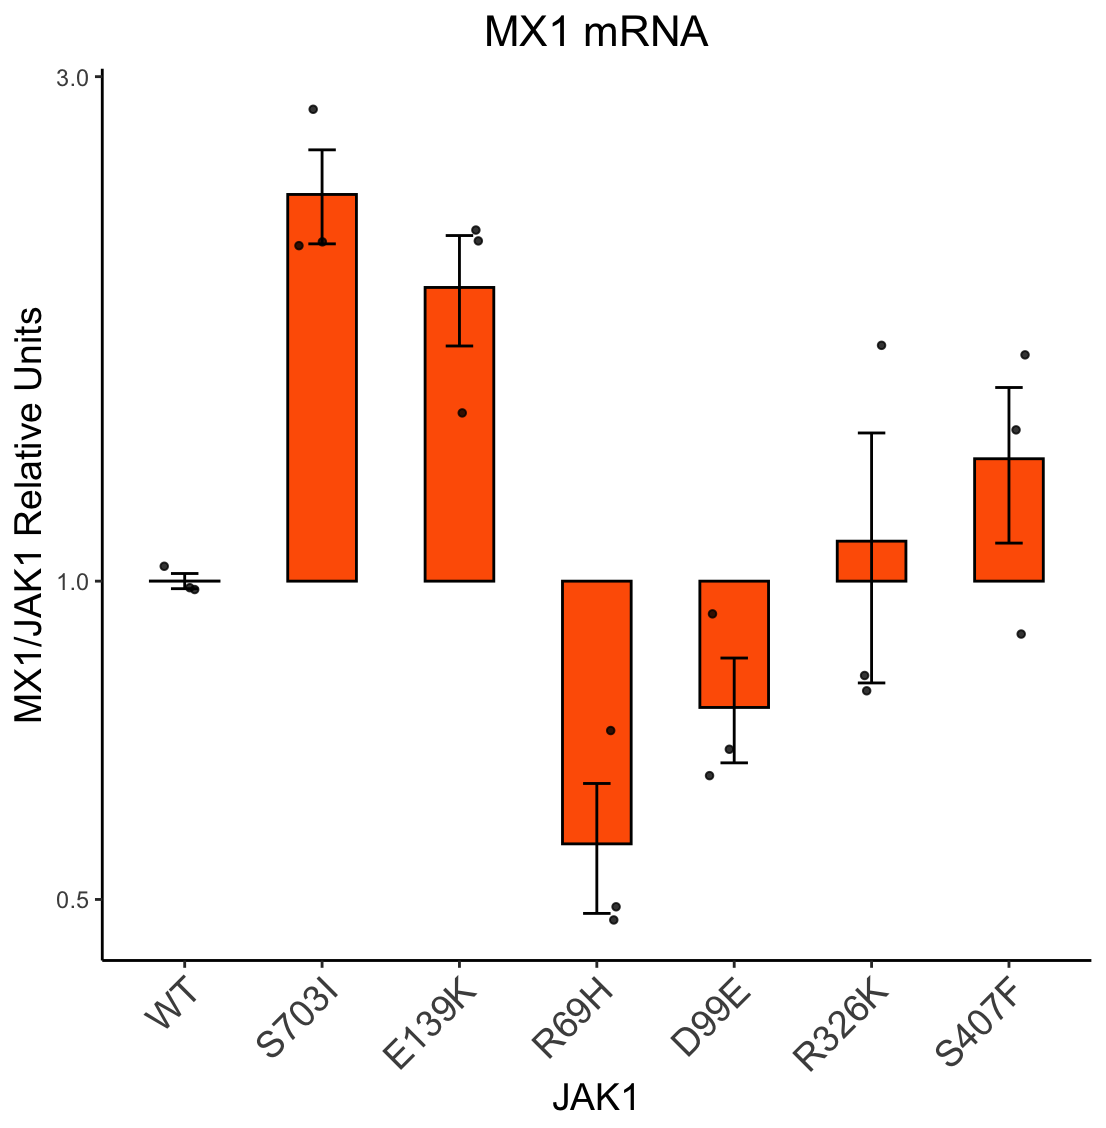 MX1 mRNA
MX1/JAK1 Relative Units
3.0
1.0
0.5
WT
S703I
E139K
R69H
D99E
R326K
S407F
JAK1